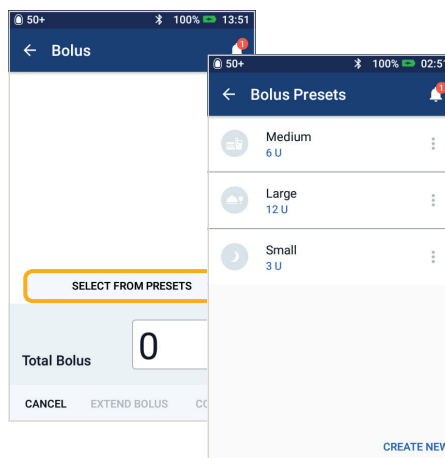 50+ 100% 13:51
Bolus
1
SELECT FROM PRESETS
Total Bolus
0
CANCEL EXTEND BOLUS
50+ 100% 02:51
Bolus Presets
1
Medium
6 U
Large
12 U
Small
3 U
CREATE NEW